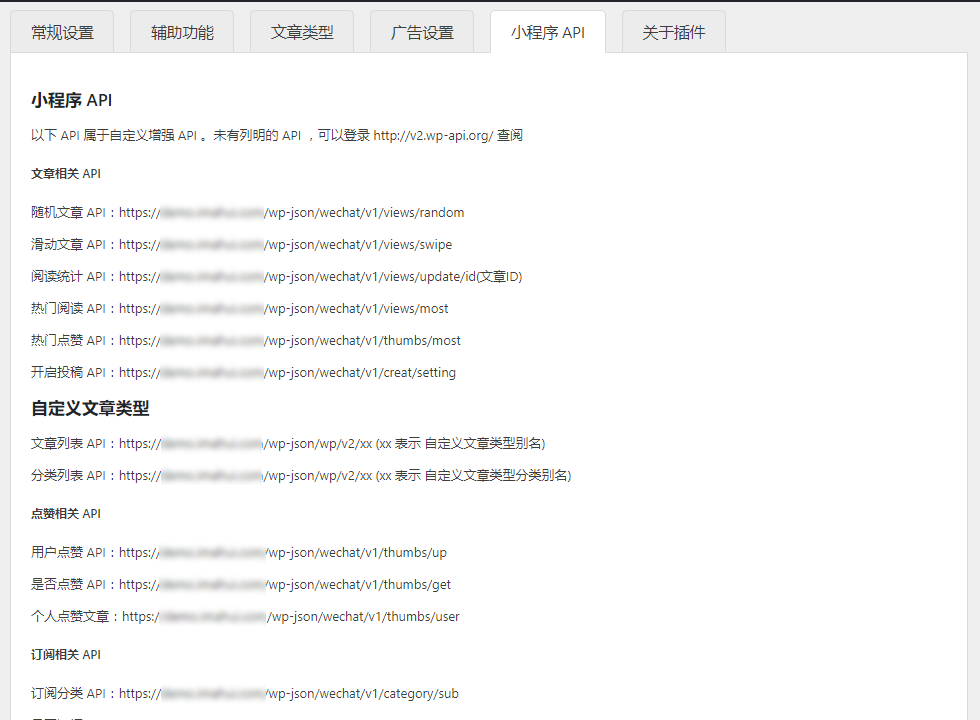 常规设置 辅助功能 文章类型 广告设置 小程序 API 关于插件
小程序 API
以下 API 属于自定义增强 API 。未有列明的 API ，可以登录 http://v2.wp-api.org/ 查阅
文章相关 API
随机文章 API：https:// /wp-json/wechat/v1/views/random
滑动文章 API：https:// /wp-json/wechat/v1/views/swipe
阅读统计 API：https:// /wp-json/wechat/v1/views/update/id(文章ID)
热门阅读 API：https:// /wp-json/wechat/v1/views/most
热门点赞 API：https:// /wp-json/wechat/v1/thumbs/most
开启投稿 API：https:// /wp-json/wechat/v1/creat/setting
自定义文章类型
文章列表 API：https:// /wp-json/wp/v2/xx (xx 表示 自定义文章类型别名)
分类列表 API：https:// /wp-json/wp/v2/xx (xx 表示 自定义文章类型分类别名)
点赞相关 API
用户点赞 API：https:// /wp-json/wechat/v1/thumbs/up
是否点赞 API：https:// /wp-json/wechat/v1/thumbs/get
个人点赞文章：https:/ /wp-json/wechat/v1/thumbs/user
订阅相关 API
订阅分类 API：https:// /wp-json/wechat/v1/category/sub